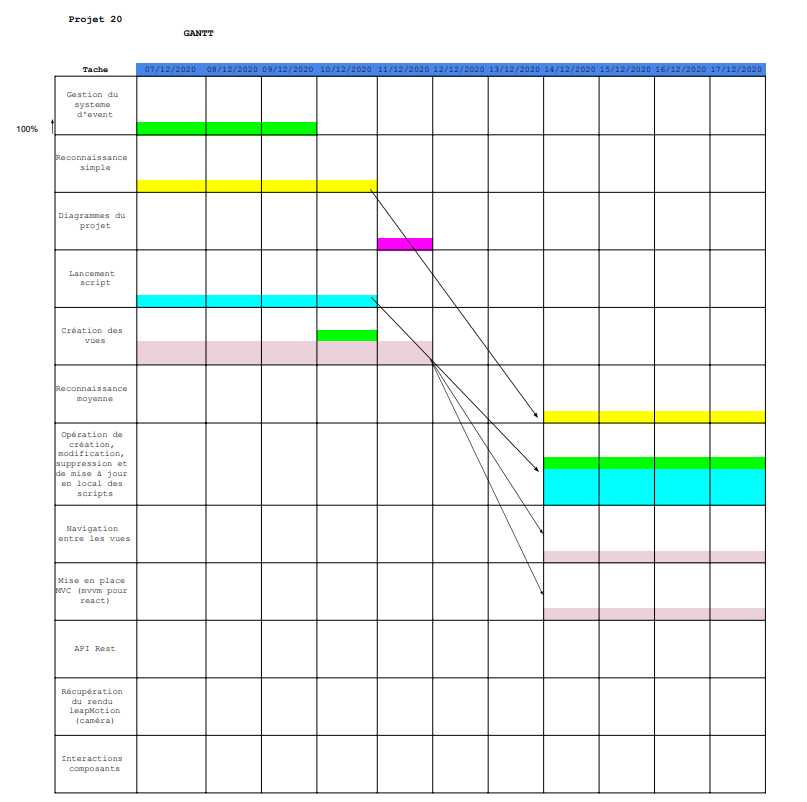 Projet 20
GANTT
Tache 07/12/2020 08/12/2020 09/12/2020 10/12/2020 11/12/2020 12/12/2020 13/12/2020 14/12/2020 15/12/2020 16/12/2020 17/12/2020
Gestion du
systeme
d'event
100%
Reconnaissance
simple
Diagrammes du
projet
Lancement
script
Création des
vues
Reconnaissance
moyenne
Opération de
création,
modification,
suppression et
de mise à jour
en local des
scripts
Navigation
entre les vues
Mise en place
MVC (mvvm pour
react)
API Rest
Récupération
du rendu
leapMotion
(caméra)
Interactions
composants